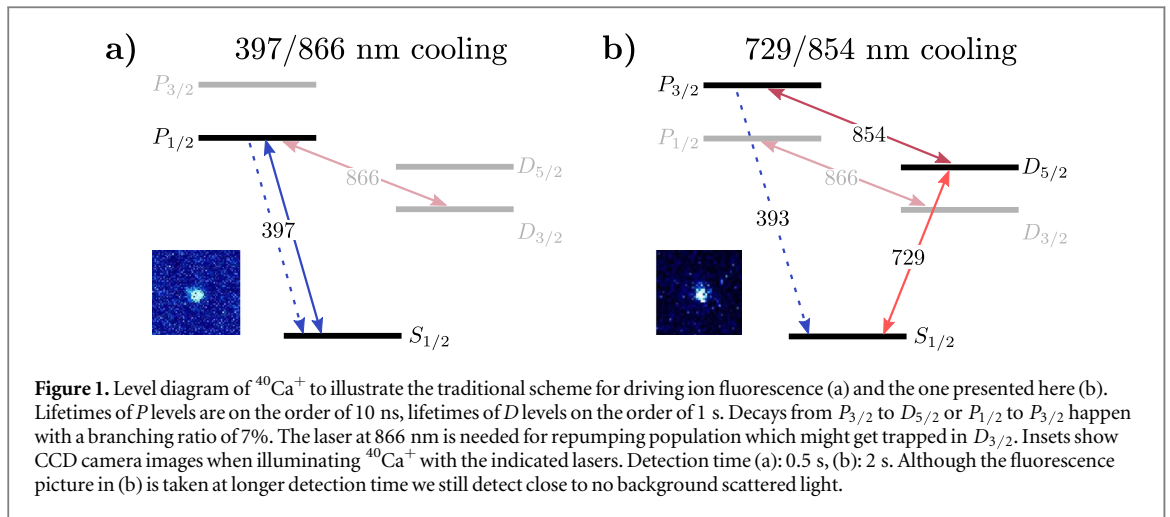 a) 397/866 nm cooling
P3/2
P1/2
866
D5/2
D3/2
397
S1/2
b) 729/854 nm cooling
P3/2
854
P1/2
866
D5/2
D3/2
393
729
S1/2
Figure 1. Level diagram of 40Ca+ to illustrate the traditional scheme for driving ion fluorescence (a) and the one presented here (b).
Lifetimes of P levels are on the order of 10 ns, lifetimes of D levels on the order of 1 s. Decays from P3/2 to D5/2 or P1/2 to P3/2 happen
with a branching ratio of 7%. The laser at 866 nm is needed for repumping population which might get trapped in D3/2. Insets show
CCD camera images when illuminating 40Ca+ with the indicated lasers. Detection time (a): 0.5 s, (b): 2 s. Although the fluorescence
picture in (b) is taken at longer detection time we still detect close to no background scattered light.